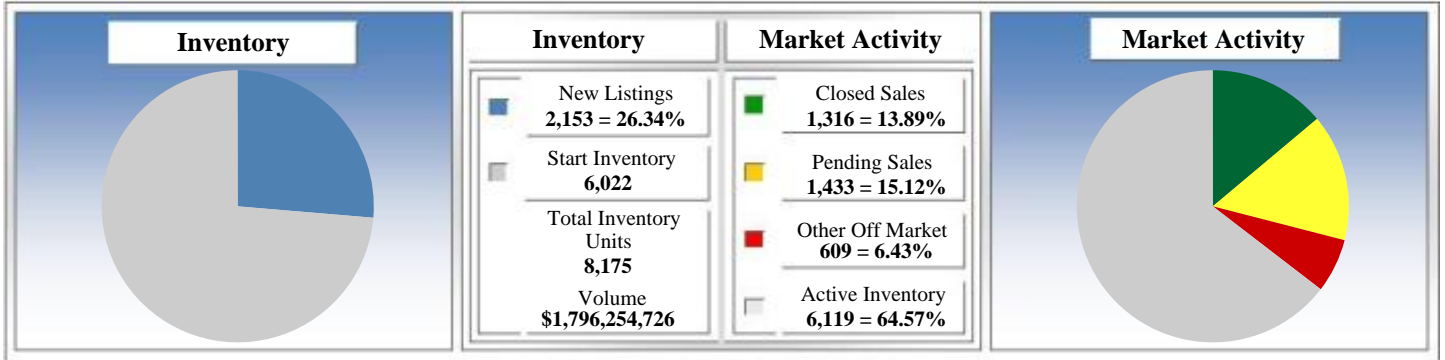 Inventory
Inventory
Market Activity
New Listings
2,153 = 26.34%
Start Inventory
6,022
Total Inventory
Units
8,175
Volume
$1,796,254,726
Closed Sales
1,316 = 13.89%
Pending Sales
1,433 = 15.12%
Other Off Market
609 = 6.43%
Active Inventory
6,119 = 64.57%
Market Activity